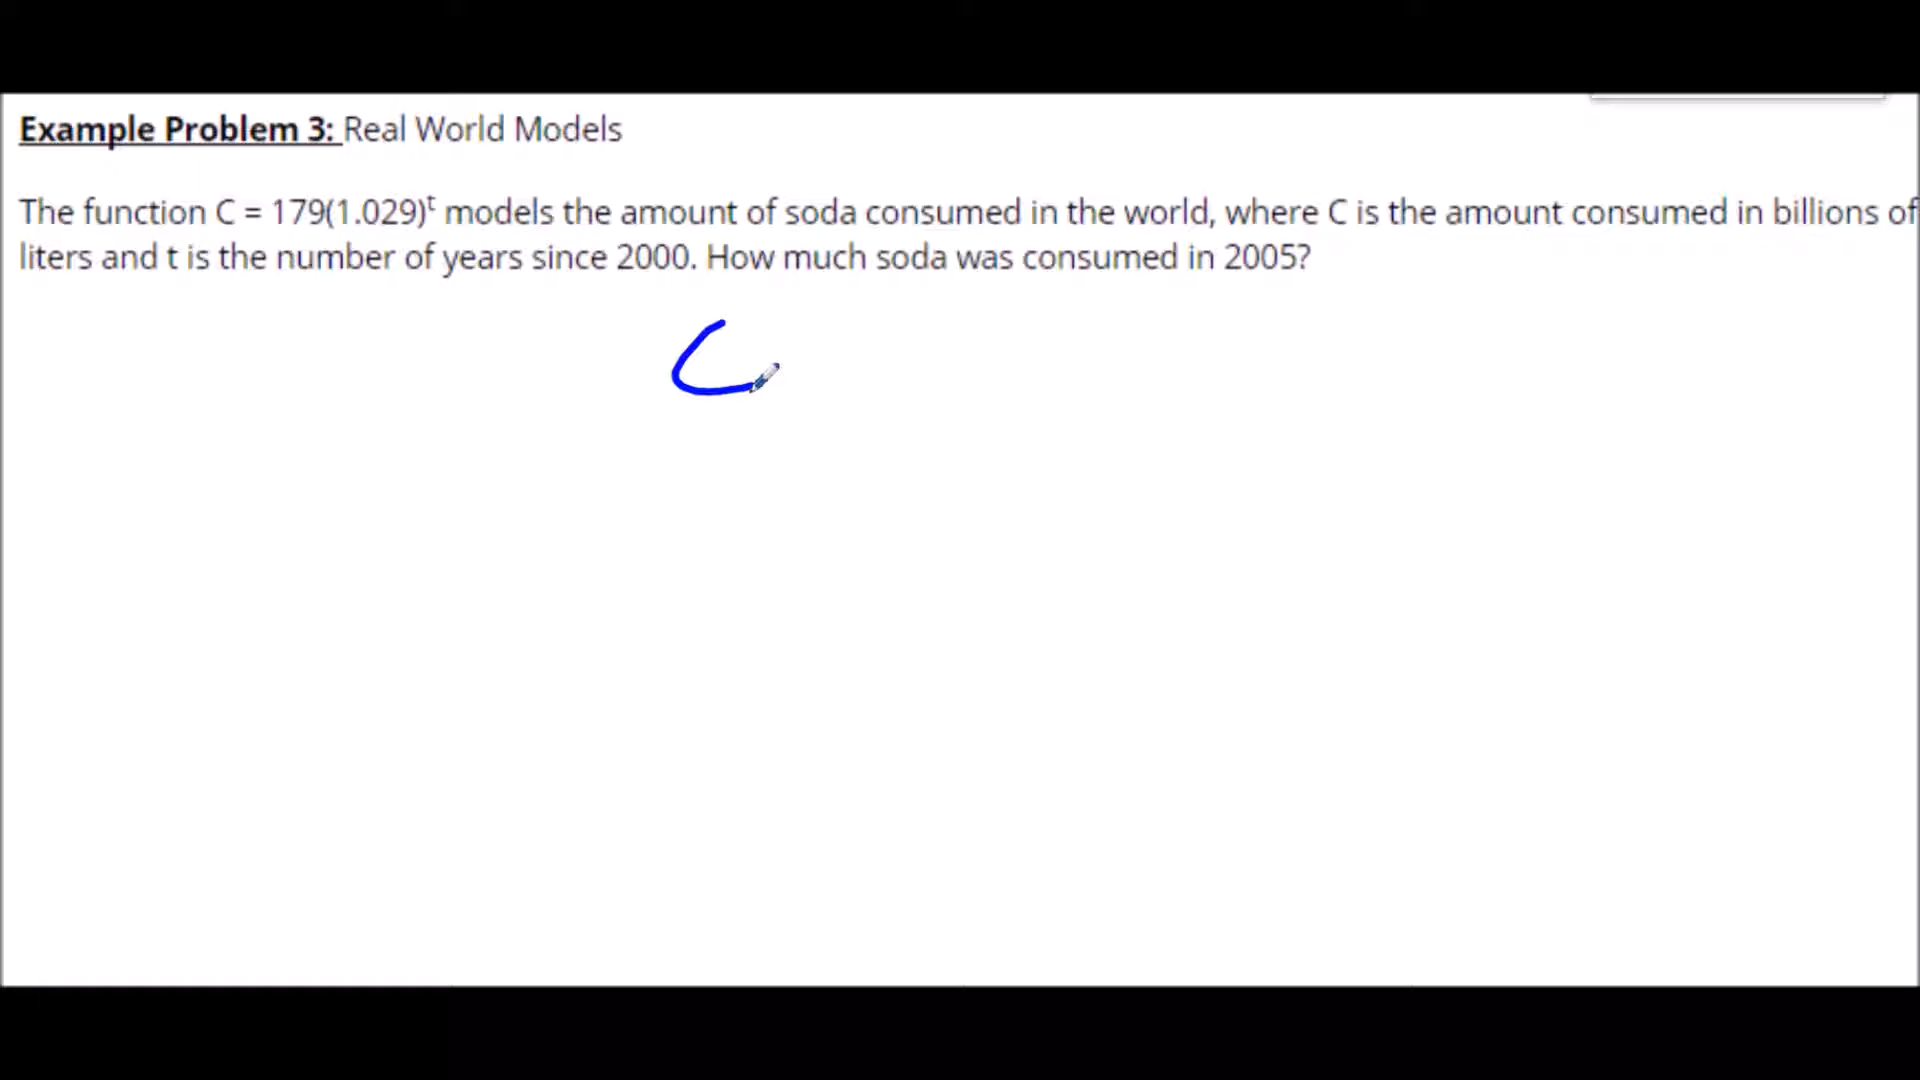 Example Problem 3: Real World Models
The function C = 179(1.029)ᵗ models the amount of soda consumed in the world, where C is the amount consumed in billions of
liters and t is the number of years since 2000. How much soda was consumed in 2005?
C